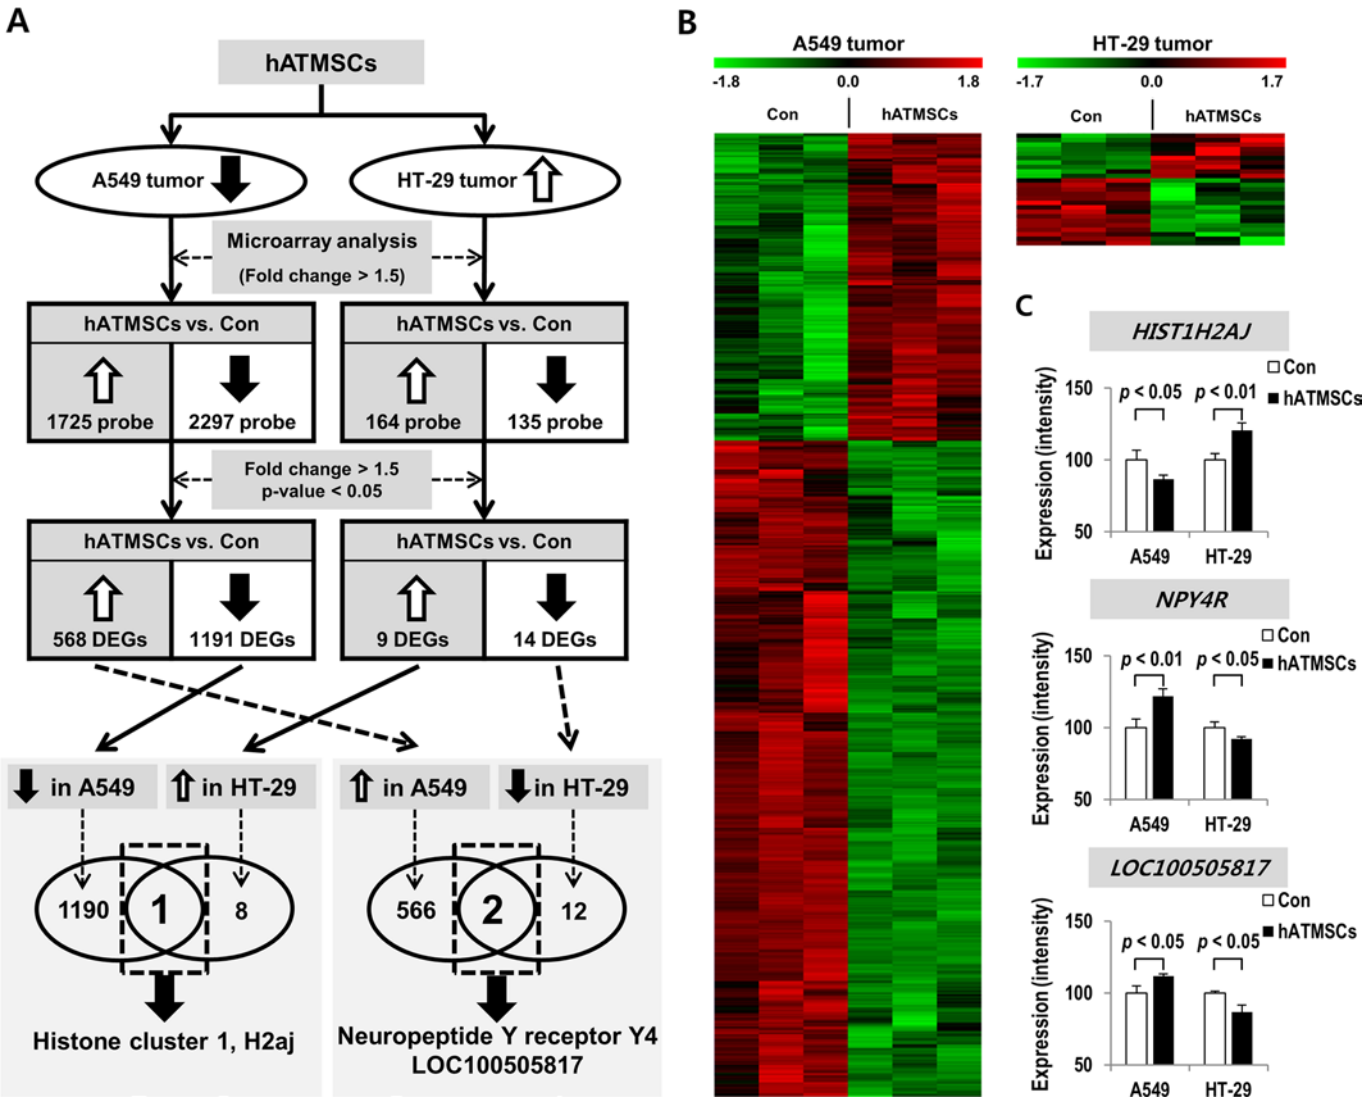 A
hATMSCs
A549 tumor
HT-29 tumor
Microarray analysis
(Fold change > 1.5)
hATMSCs vs. Con
hATMSCs vs. Con
1725 probe
2297 probe
164 probe
135 probe
Fold change > 1.5
p-value < 0.05
hATMSCs vs. Con
hATMSCs vs. Con
568 DEGs
1191 DEGs
9 DEGs
14 DEGs
in A549
in HT-29
in A549
in HT-29
1190
1
8
566
2
12
Histone cluster 1, H2aj
Neuropeptide Y receptor Y4
LOC100505817
B
A549 tumor
-1.8
0.0
1.8
Con
hATMSCs
HT-29 tumor
-1.7
0.0
1.7
Con
hATMSCs
C
HIST1H2AJ
Con
hATMSCs
Expression (intensity)
150
100
50
p < 0.05
p < 0.01
A549
HT-29
NPY4R
Con
hATMSCs
Expression (intensity)
150
100
50
p < 0.01
p < 0.05
A549
HT-29
LOC100505817
Con
hATMSCs
Expression (intensity)
150
100
50
p < 0.05
p < 0.05
A549
HT-29